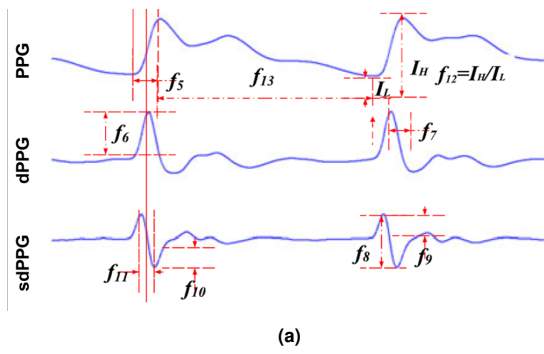 PPG
f5
f13
IL
IH
f12=IH/IL
dPPG
f6
f7
sdPPG
f11
f10
f8
f9
(a)